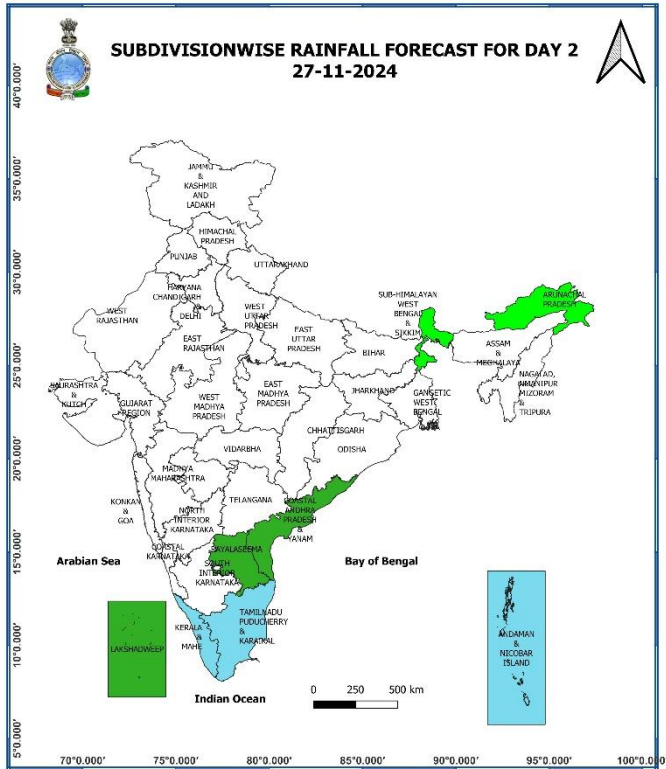 SUBDIVISIONWISE RAINFALL FORECAST FOR DAY 2
27-11-2024
40°0.000'
35°0.000'
30°0.000'
25°0.000'
20°0.000'
15°0.000'
10°0.000'
5°0.000'
JAMMU
&
KASHMIR
AND
LADAKH
HIMACHAL
PRADESH
PUNJAB
UTTARAKHAND
HARYANA
CHANDIGARH
DELHI
WEST
RAJASTHAN
WEST
UTTAR
PRADESH
EAST
RAJASTHAN
EAST
UTTAR
PRADESH
SUB-HIMALAYAN
WEST
BENGAL
&
SIKKIM
ARUNACHAL
PRADESH
BIHAR
ASSAM
&
MEGHALAYA
NAGALAD,
MANIPUR
MIZORAM
&
TRIPURA
SAURASHTRA
&
KUTCH
GUJARAT
REGION
WEST
MADHYA
PRADESH
EAST
MADHYA
PRADESH
JHARKHAND
GANGETIC
WEST
BENGAL
CHHATTISGARH
ODISHA
VIDARBHA
MADHYA
MAHARASHTRA
KONKAN
&
GOA
NORTH
INTERIOR
KARNATAKA
TELANGANA
COASTAL
ANDHRA
PRADESH
&
YANAM
COASTAL
KARNATAKA
RAYALASEEMA
SOUTH
INTERIOR
KARNATAKA
Arabian Sea
Bay of Bengal
LAKSHADWEEP
KERALA
&
MAHE
TAMILNADU
PUDUCHERRY
&
KARAIKAL
ANDAMAN
&
NICOBAR
ISLAND
Indian Ocean
0 250 500 km
70°0.000' 75°0.000' 80°0.000' 85°0.000' 90°0.000' 95°0.000' 100°0.000'